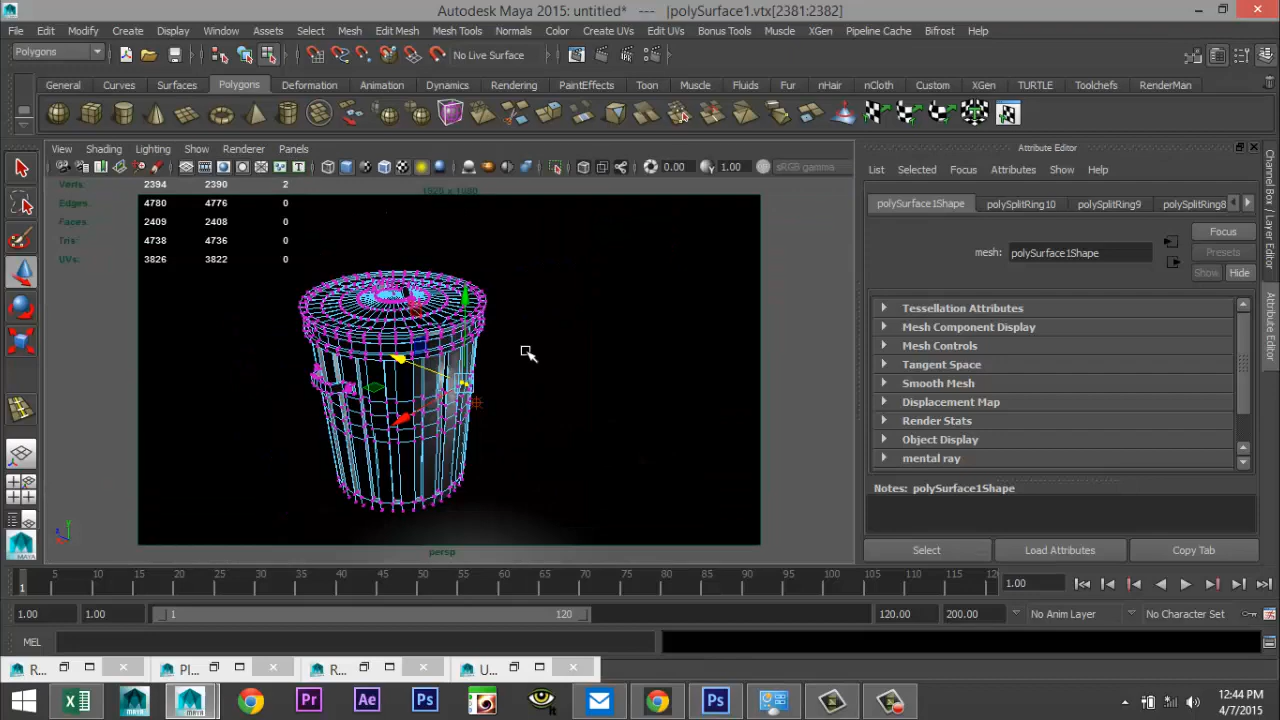 Autodesk Maya 2015: untitled*   ---   |polySurface1.vtx[2381:2382]
File Edit Modify Create Display Window Assets Select Mesh Edit Mesh Mesh Tools Normals Color Create UVs Edit UVs Bonus Tools Muscle XGen Pipeline Cache Bifrost Help
Polygons No Live Surface
General Curves Surfaces Polygons Deformation Animation Dynamics Rendering PaintEffects Toon Muscle Fluids Fur nHair nCloth Custom XGen TURTLE Toolchefs RenderMan
View Shading Lighting Show Renderer Panels
Attribute Editor
0.00 1.00 sRGB gamma
List Selected Focus Attributes Show Help
Verts: 2394 2390 2
Edges: 4780 4776 0
Faces: 2409 2408 0
Tris: 4738 4736 0
UVs: 3826 3822 0
polySurface1Shape polySplitRing10 polySplitRing9 polySplitRing8
Focus
mesh: polySurface1Shape
Presets
Show Hide
Tessellation Attributes
Mesh Component Display
Mesh Controls
Tangent Space
Smooth Mesh
Displacement Map
Render Stats
Object Display
mental ray
Notes: polySurface1Shape
Select Load Attributes Copy Tab
persp
Channel Box / Layer Editor
Attribute Editor
1 5 10 15 20 25 30 35 40 45 50 55 60 65 70 75 80 85 90 95 100 105 110 115 12
1.00
1.00 1.00 1 120 120.00 200.00 No Anim Layer No Character Set
MEL
R... Pl... R... U...
12:44 PM
4/7/2015